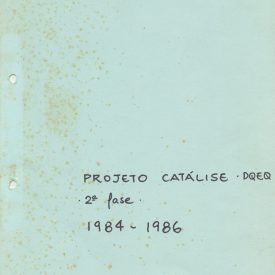 PROJETO CATÁLISE · DQEQ
· 2ª fase ·
1984 - 1986